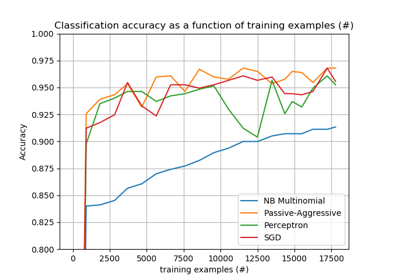 Classification accuracy as a function of training examples (#)
1.000
0.975
0.950
0.925
0.900
0.875
0.850
0.825
0.800
Accuracy
NB Multinomial
Passive-Aggressive
Perceptron
SGD
0 2500 5000 7500 10000 12500 15000 17500
training examples (#)